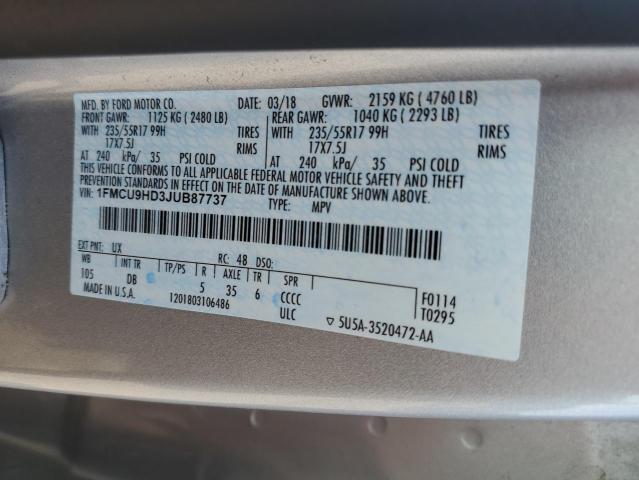 MFD. BY FORD MOTOR CO. 03/18 GVWR: 2159 KG ( 4760 LB)
FRONT GAWR: 1125 KG ( 2480 LB) REAR GAWR: 1040 KG ( 2293 LB)
WITH 235/55R17 99H TIRES WITH 235/55R17 99H TIRES
17X7.5J RIMS 17X7.5J RIMS
AT 240 kPa/ 35 PSI COLD AT 240 kPa/ 35 PSI COLD
THIS VEHICLE CONFORMS TO ALL APPLICABLE FEDERAL MOTOR VEHICLE SAFETY AND THEFT
PREVENTION STANDARDS IN EFFECT ON THE DATE OF MANUFACTURE SHOWN ABOVE.
VIN: 1FMCU9HD3JUB87737 TYPE: MPV
EXT PNT: UX RC: 48 DSO:
WB INT TR TP/PS R AXLE TR SPR
105 DB 5 35 6 CCCC F0114
MADE IN U.S.A. 1201803106486 ULC T0295
5U5A-3520472-AA